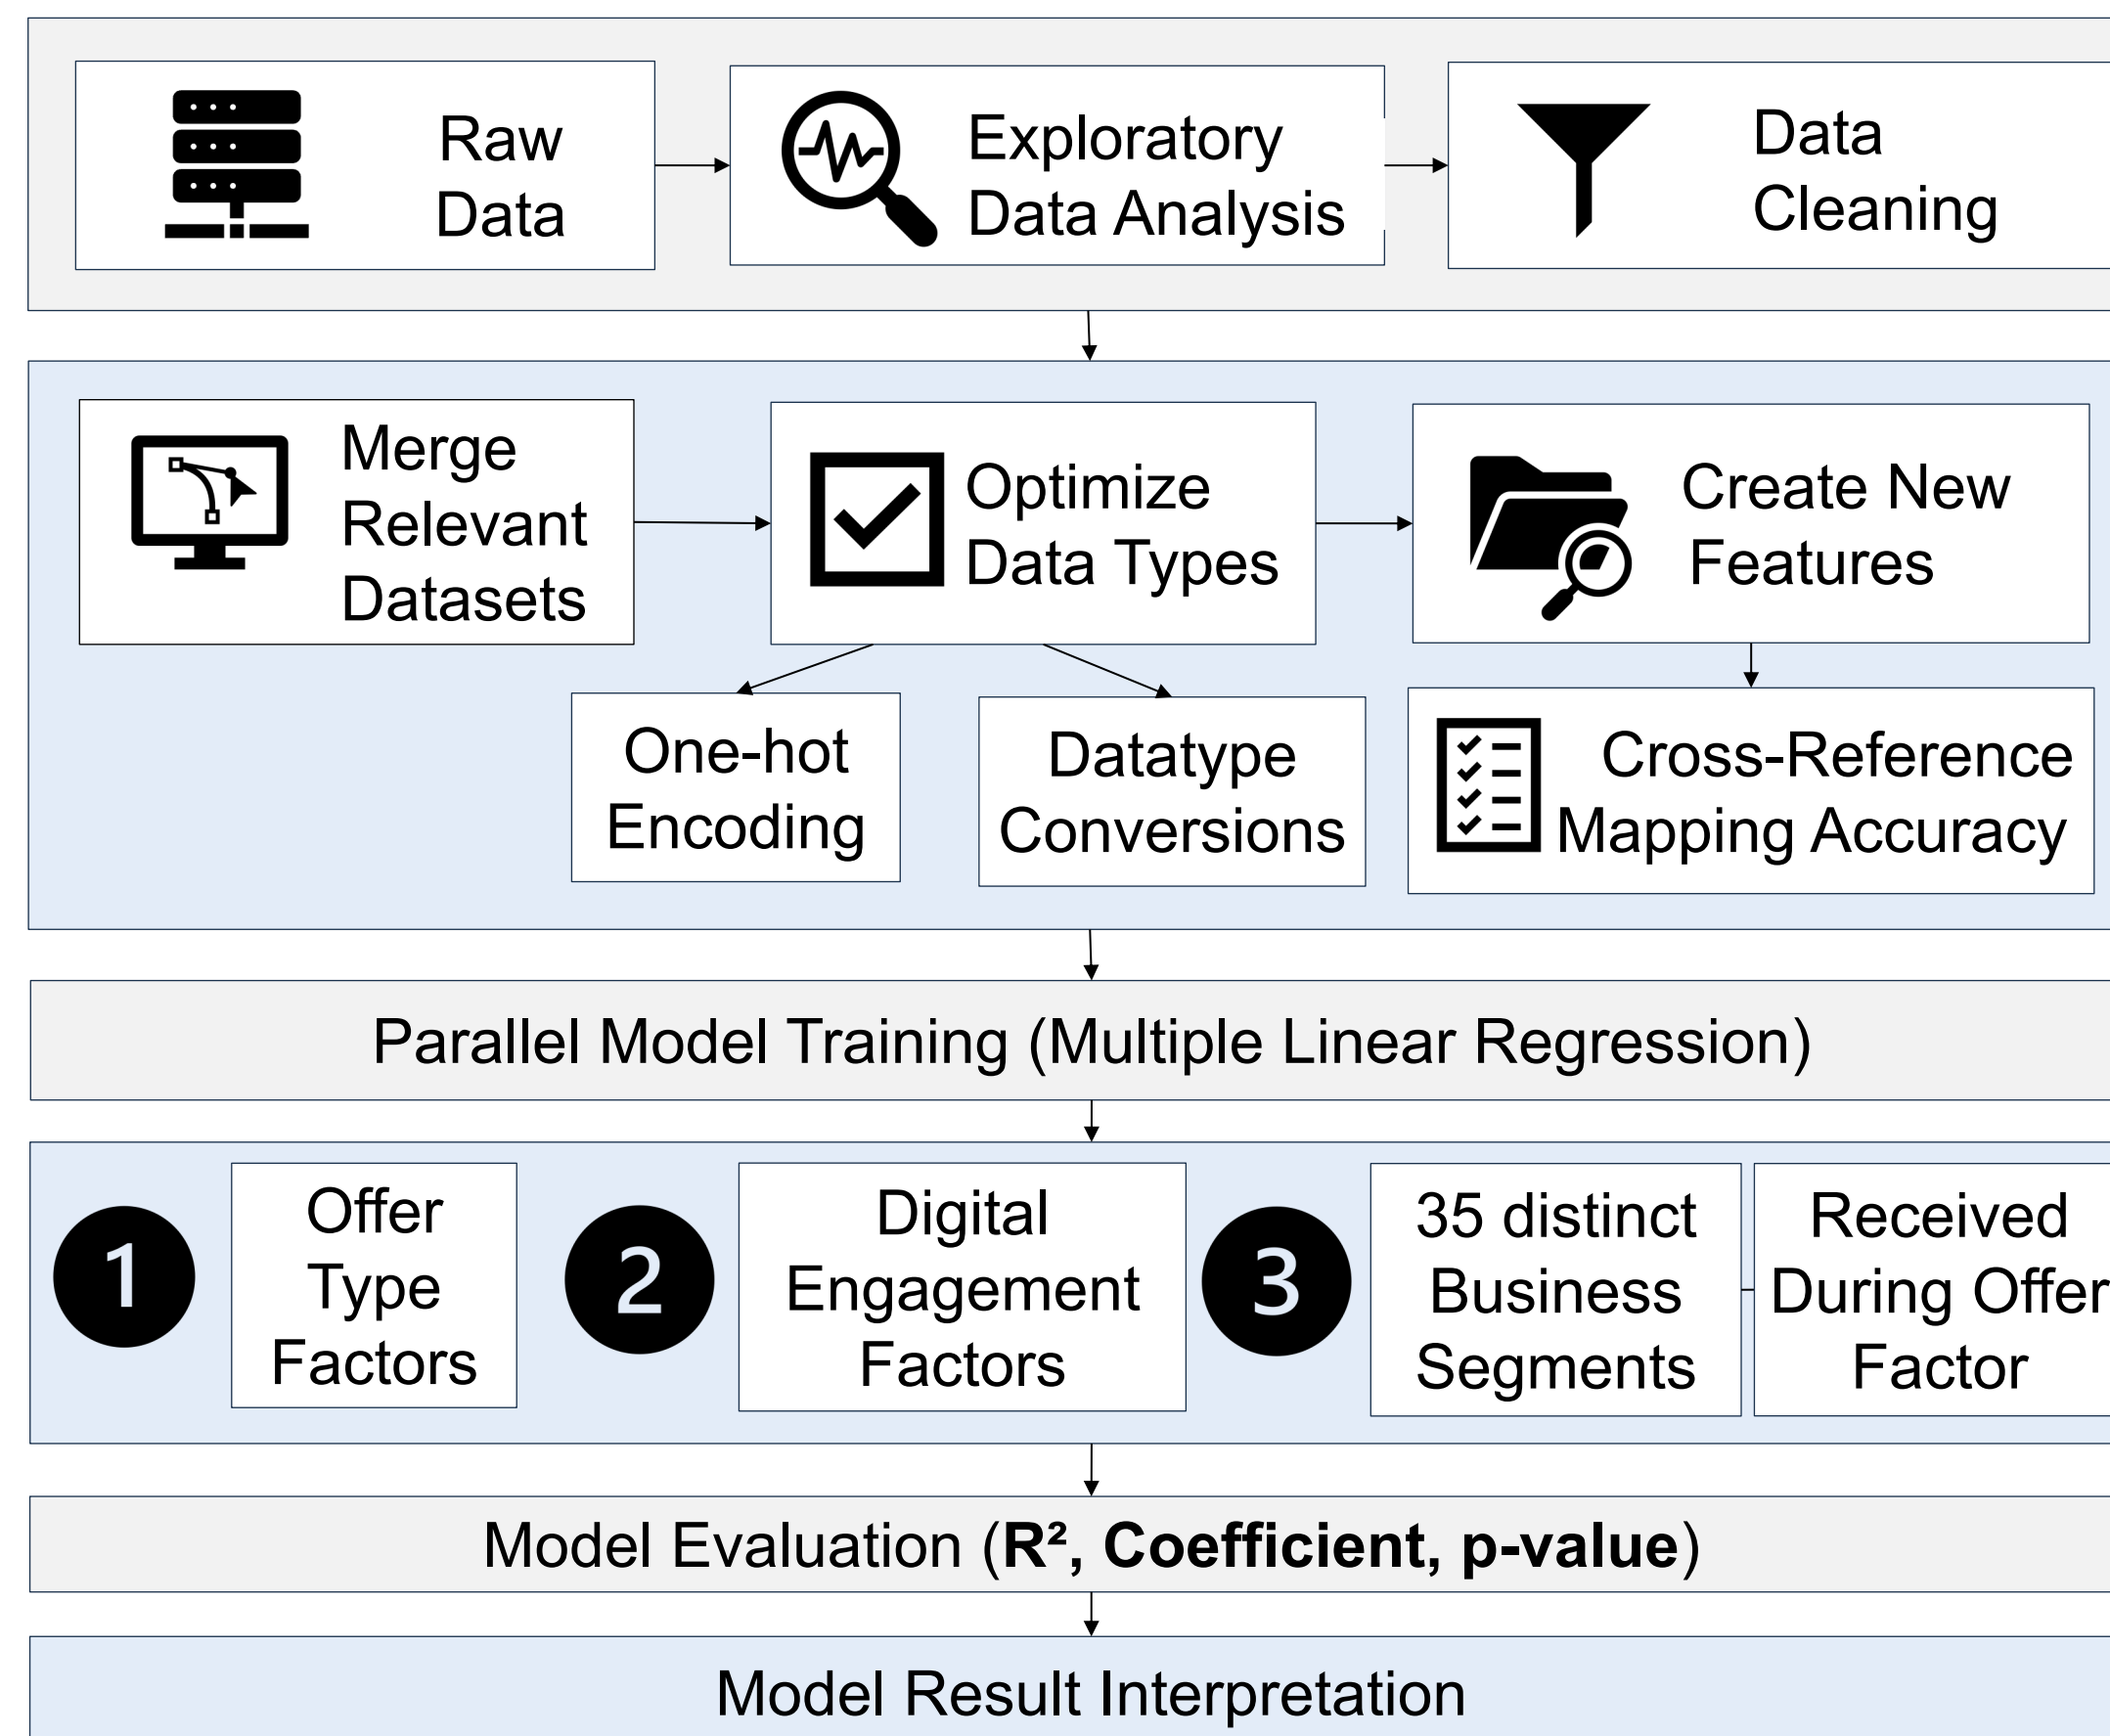 Raw
Data
Exploratory
Data Analysis
Data
Cleaning
Merge
Relevant
Datasets
Optimize
Data Types
Create New
Features
One-hot
Encoding
Datatype
Conversions
Cross-Reference
Mapping Accuracy
Parallel Model Training (Multiple Linear Regression)
1
Offer
Type
Factors
2
Digital
Engagement
Factors
3
35 distinct
Business
Segments
Received
During Offer
Factor
Model Evaluation (R², Coefficient, p-value)
Model Result Interpretation